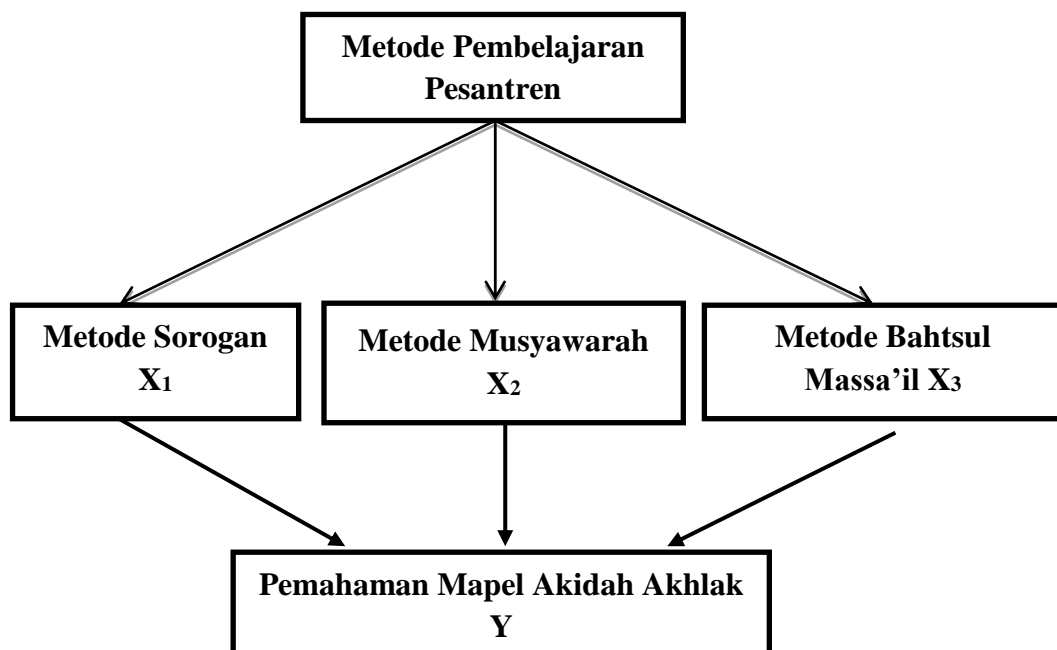 Metode Pembelajaran
Pesantren
Metode Sorogan
X1
Metode Musyawarah
X2
Metode Bahtsul
Massa’il X3
Pemahaman Mapel Akidah Akhlak
Y